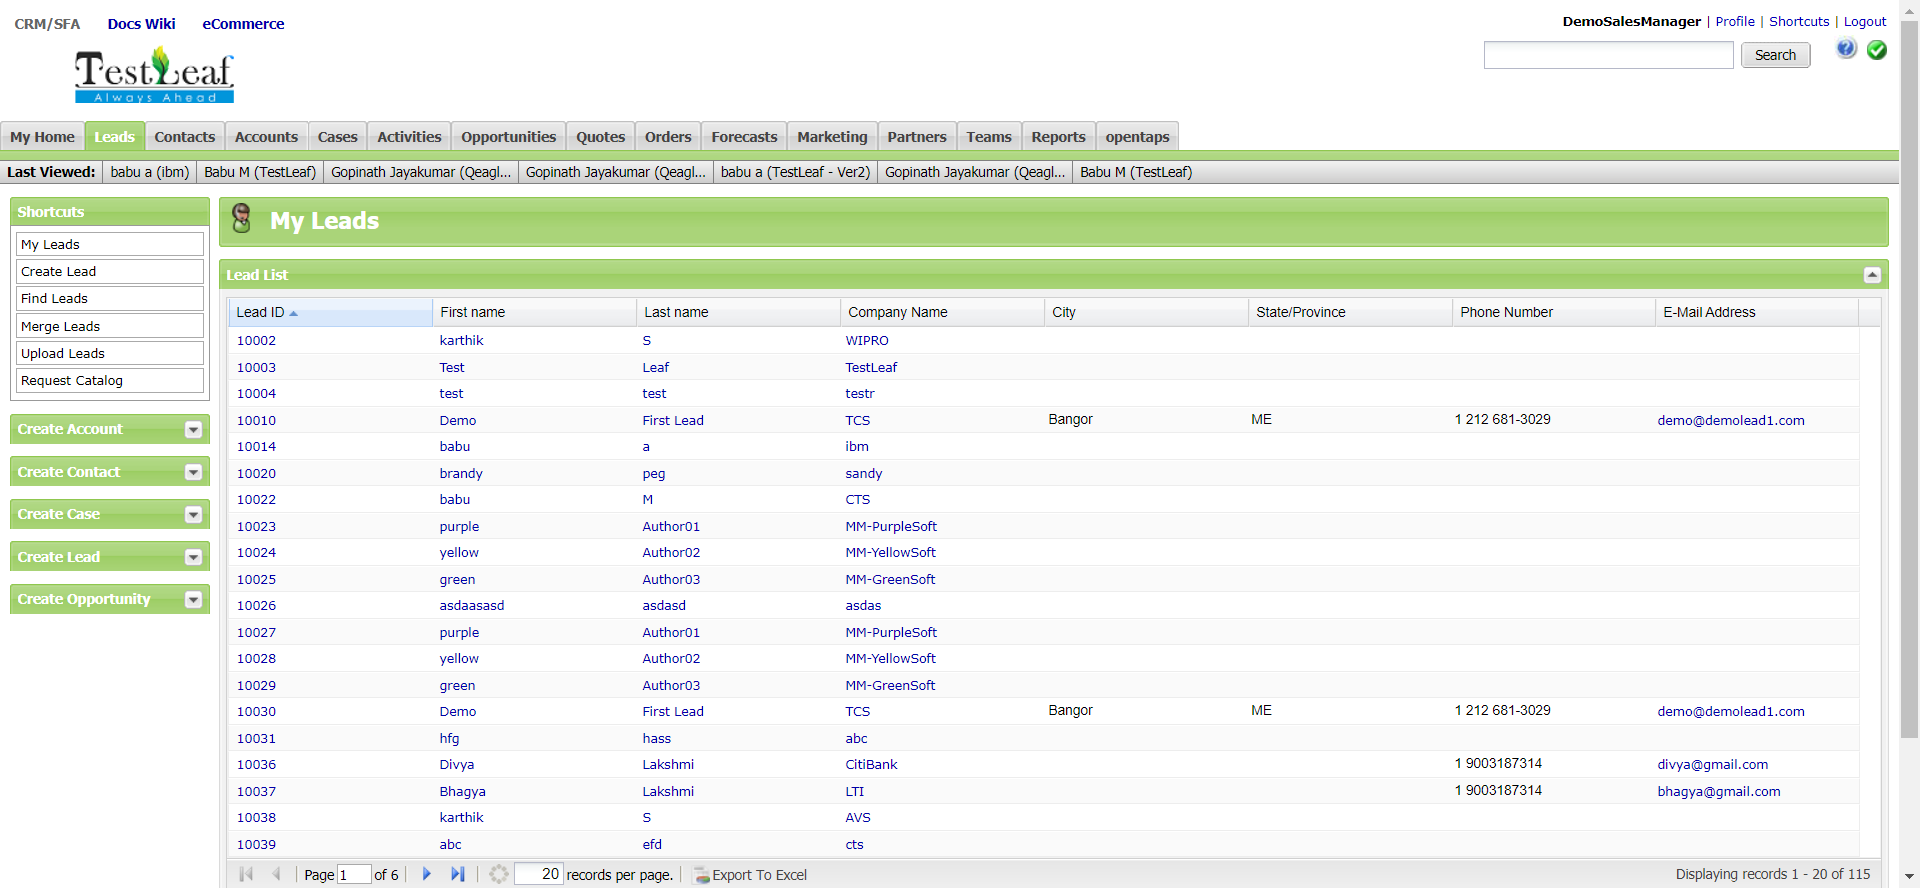 CRM/SFA Docs Wiki eCommerce
DemoSalesManager | Profile | Shortcuts | Logout
Search
TestLeaf
Always Ahead
My Home Leads Contacts Accounts Cases Activities Opportunities Quotes Orders Forecasts Marketing Partners Teams Reports opentaps
Last Viewed: babu a (ibm) Babu M (TestLeaf) Gopinath Jayakumar (Qeagl... Gopinath Jayakumar (Qeagl... babu a (TestLeaf - Ver2) Gopinath Jayakumar (Qeagl... Babu M (TestLeaf)
Shortcuts
My Leads
Create Lead
Find Leads
Merge Leads
Upload Leads
Request Catalog
Create Account
Create Contact
Create Case
Create Lead
Create Opportunity
My Leads
Lead List
Lead ID First name Last name Company Name City State/Province Phone Number E-Mail Address
10002 karthik S WIPRO
10003 Test Leaf TestLeaf
10004 test test testr
10010 Demo First Lead TCS Bangor ME 1 212 681-3029 demo@demolead1.com
10014 babu a ibm
10020 brandy peg sandy
10022 babu M CTS
10023 purple Author01 MM-PurpleSoft
10024 yellow Author02 MM-YellowSoft
10025 green Author03 MM-GreenSoft
10026 asdaasasd asdasd asdas
10027 purple Author01 MM-PurpleSoft
10028 yellow Author02 MM-YellowSoft
10029 green Author03 MM-GreenSoft
10030 Demo First Lead TCS Bangor ME 1 212 681-3029 demo@demolead1.com
10031 hfg hass abc
10036 Divya Lakshmi CitiBank 1 9003187314 divya@gmail.com
10037 Bhagya Lakshmi LTI 1 9003187314 bhagya@gmail.com
10038 karthik S AVS
10039 abc efd cts
Page 1 of 6 20 records per page. Export To Excel Displaying records 1 - 20 of 115